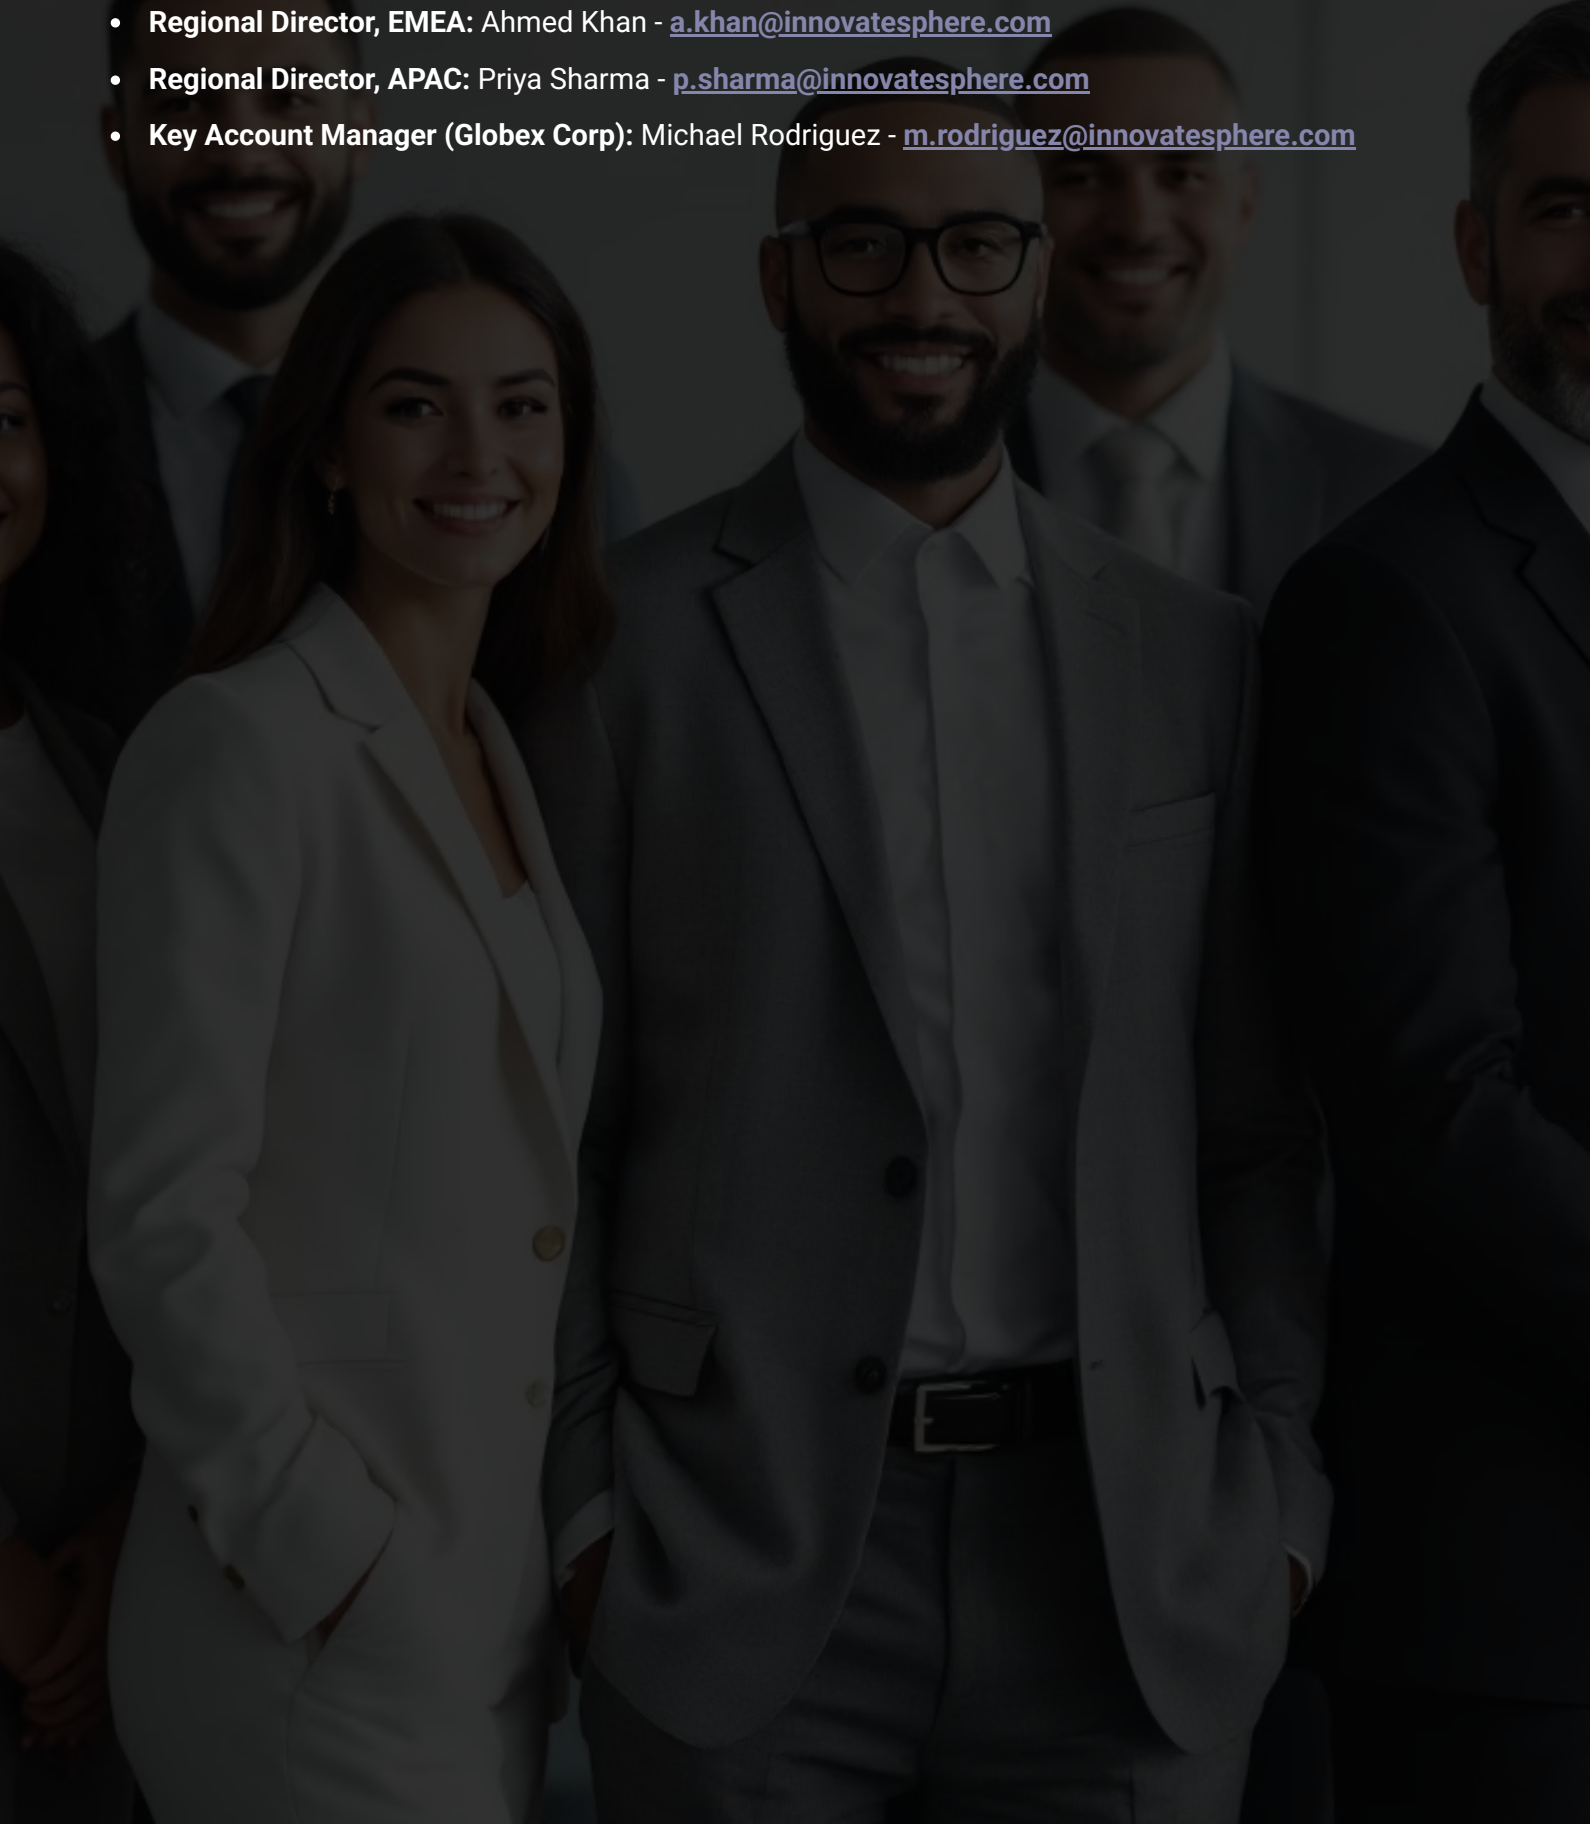 • Regional Director, EMEA: Ahmed Khan - a.khan@innovatesphere.com
• Regional Director, APAC: Priya Sharma - p.sharma@innovatesphere.com
• Key Account Manager (Globex Corp): Michael Rodriguez - m.rodriguez@innovatesphere.com